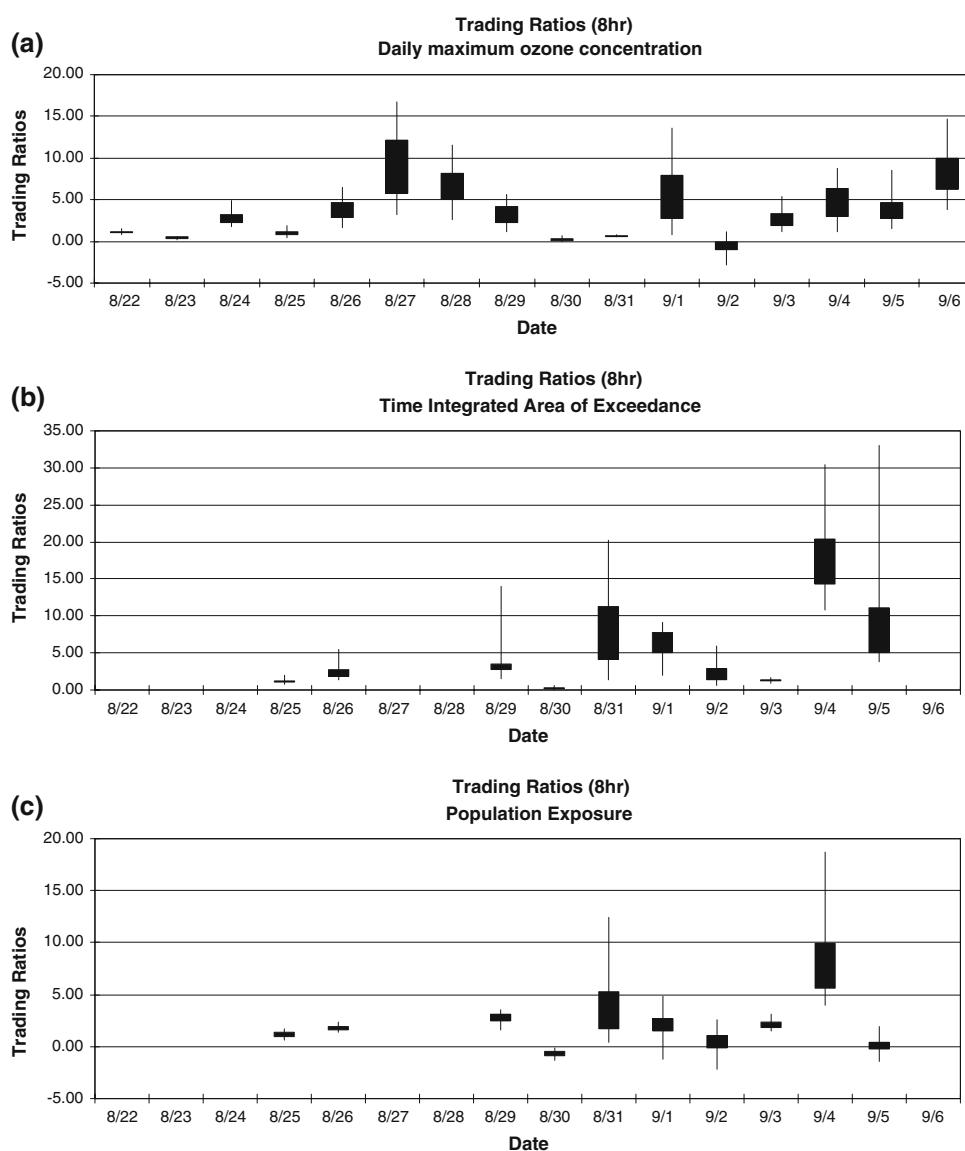 (a)
Trading Ratios (8hr)
Daily maximum ozone concentration
Trading Ratios
20.00
15.00
10.00
5.00
0.00
-5.00
8/22 8/23 8/24 8/25 8/26 8/27 8/28 8/29 8/30 8/31 9/1 9/2 9/3 9/4 9/5 9/6
Date
(b)
Trading Ratios (8hr)
Time Integrated Area of Exceedance
Trading Ratios
35.00
30.00
25.00
20.00
15.00
10.00
5.00
0.00
8/22 8/23 8/24 8/25 8/26 8/27 8/28 8/29 8/30 8/31 9/1 9/2 9/3 9/4 9/5 9/6
Date
(c)
Trading Ratios (8hr)
Population Exposure
Trading Ratios
20.00
15.00
10.00
5.00
0.00
-5.00
8/22 8/23 8/24 8/25 8/26 8/27 8/28 8/29 8/30 8/31 9/1 9/2 9/3 9/4 9/5 9/6
Date